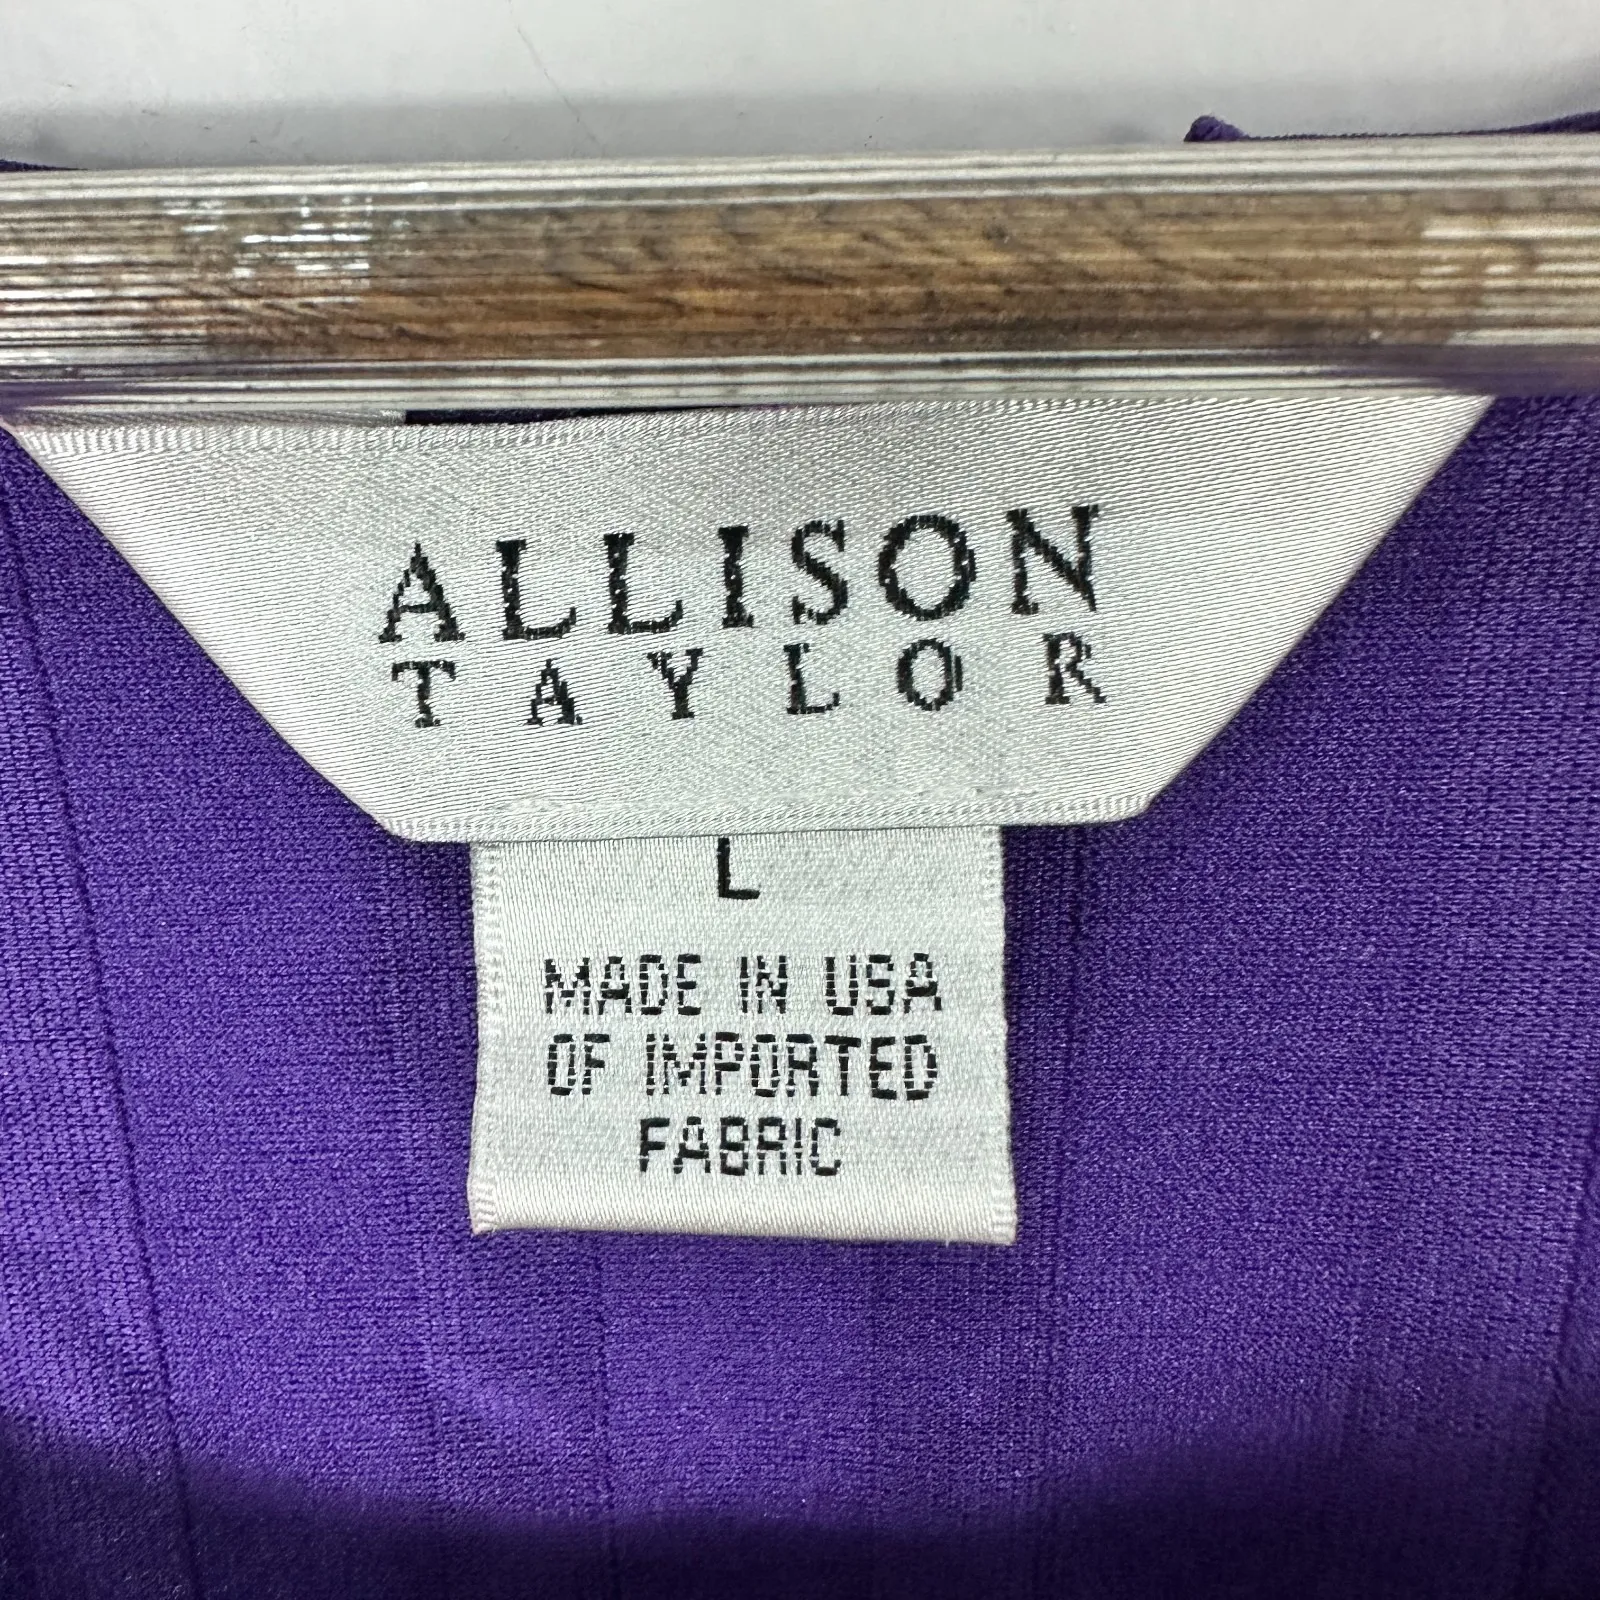 ALLISON
TAYLOR
L
MADE IN USA
OF IMPORTED
FABRIC